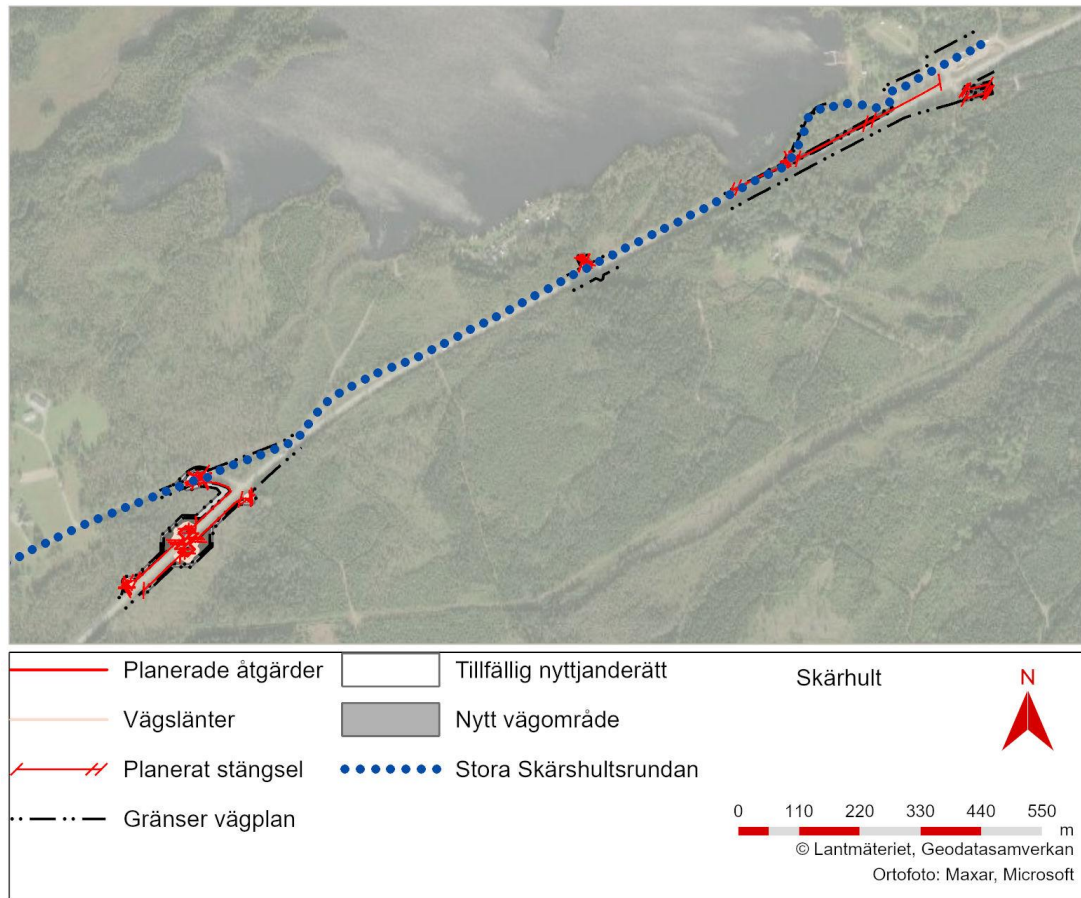 Planerade åtgärder
Vägslänter
Planerat stängsel
Gränser vägplan
Tillfällig nyttjanderätt
Nytt vägområde
Stora Skärshultsrundan
Skärhult
N
0 110 220 330 440 550
m
© Lantmäteriet, Geodatasamverkan
Ortofoto: Maxar, Microsoft